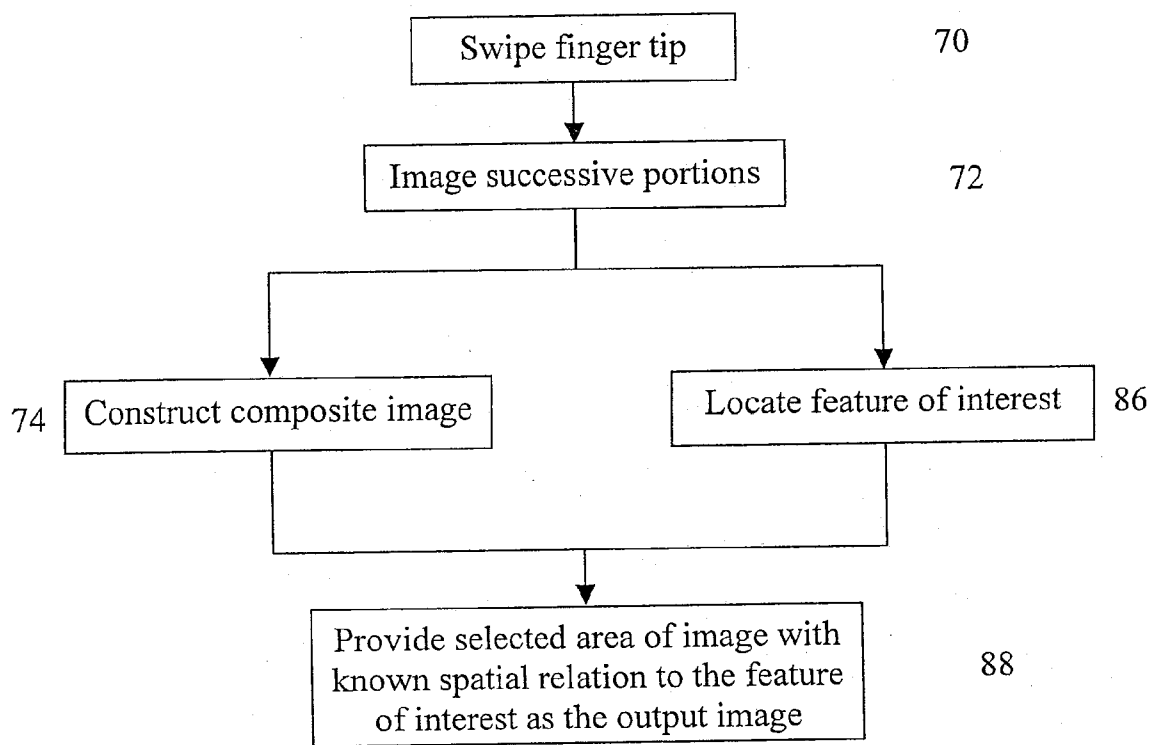 Swipe finger tip
70
Image successive portions
72
74
Construct composite image
Locate feature of interest
86
Provide selected area of image with
known spatial relation to the feature
of interest as the output image
88